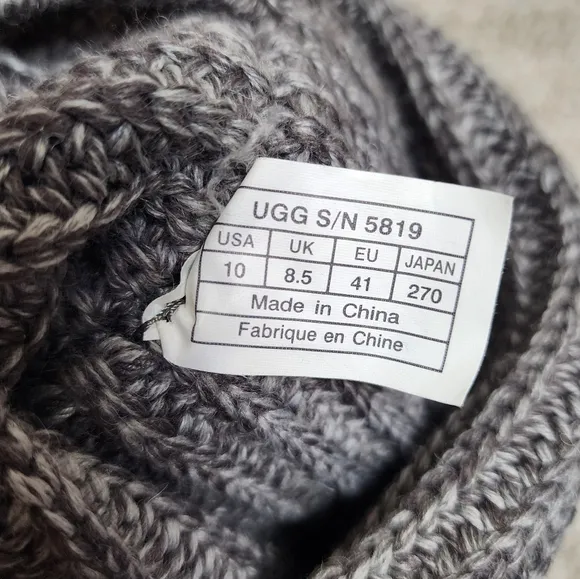 UGG S/N 5819
USA UK EU JAPAN
10 8.5 41 270
Made in China
Fabrique en Chine